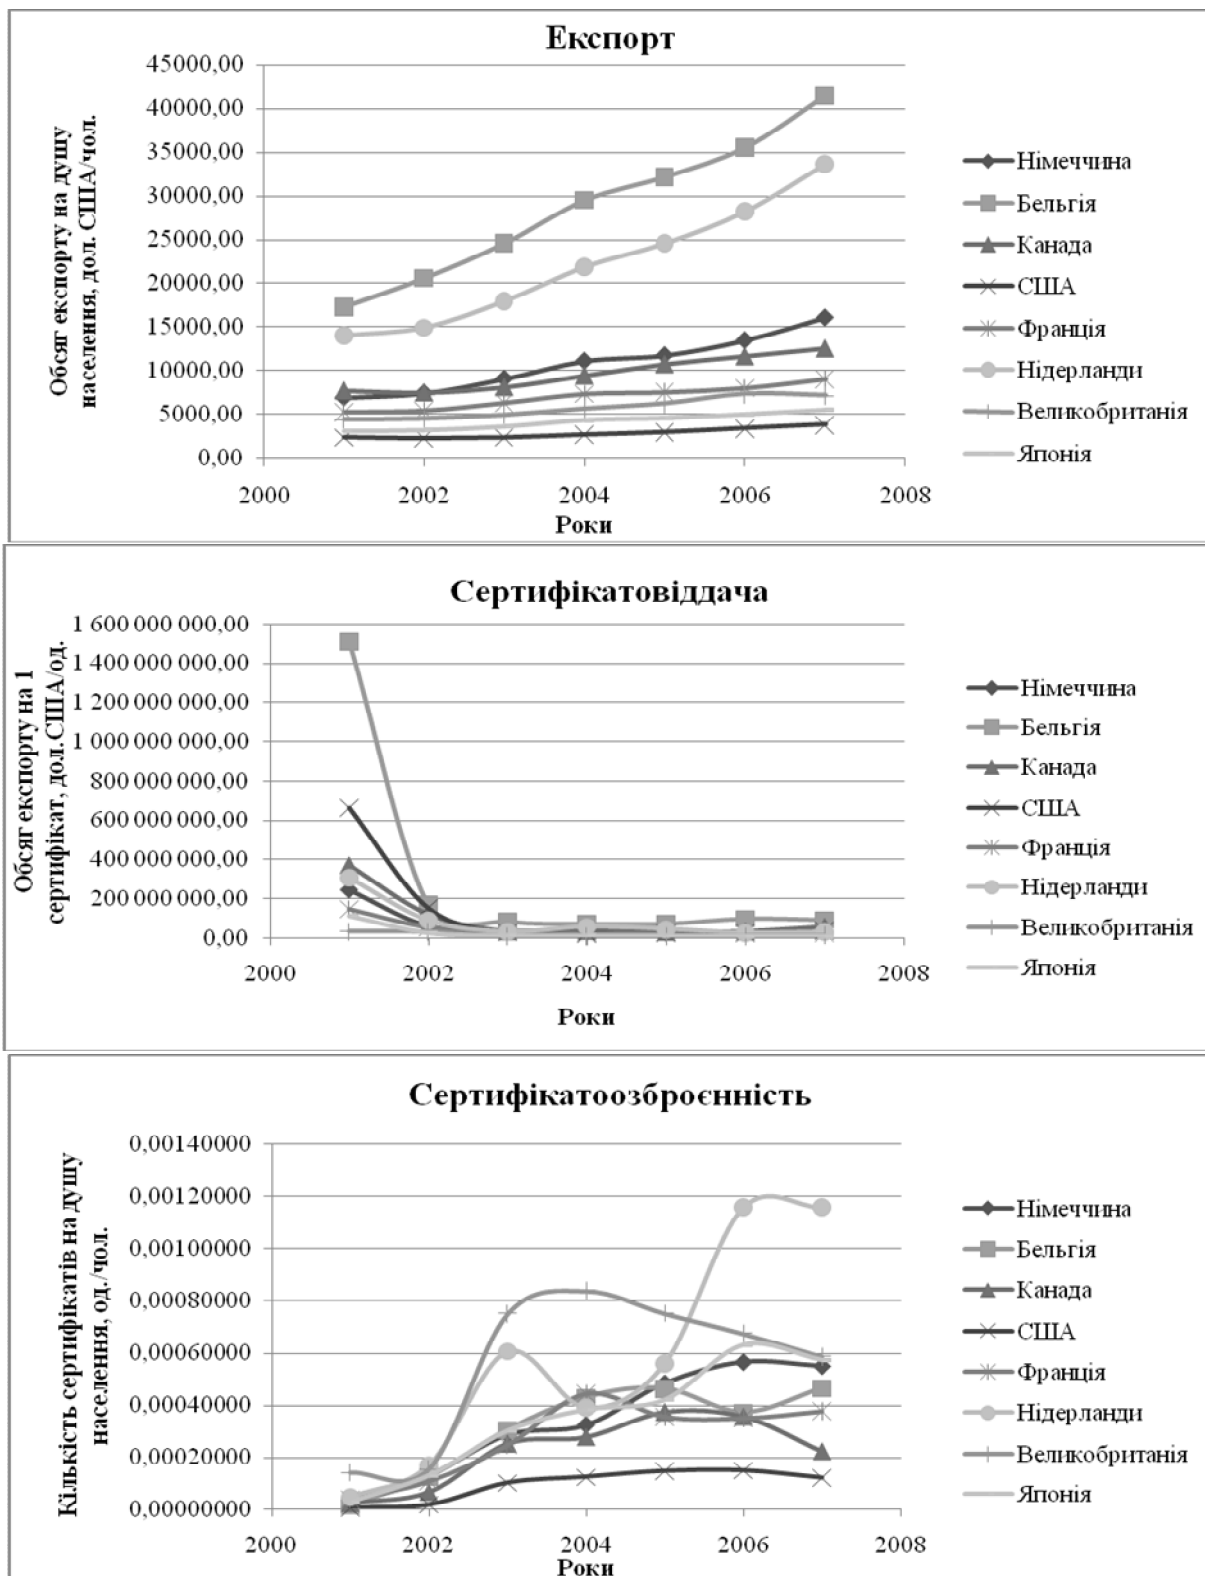 Експорт
Обсяг експорту на душу
населення, дол. США/чол.
45000,00
40000,00
35000,00
30000,00
25000,00
20000,00
15000,00
10000,00
5000,00
0,00
2000 2002 2004 2006 2008
Роки
Німеччина
Бельгія
Канада
США
Франція
Нідерланди
Великобританія
Японія
Сертифікатовіддача
Обсяг експорту на 1
сертифікат, дол.США/од.
1 600 000 000,00
1 400 000 000,00
1 200 000 000,00
1 000 000 000,00
800 000 000,00
600 000 000,00
400 000 000,00
200 000 000,00
0,00
2000 2002 2004 2006 2008
Роки
Німеччина
Бельгія
Канада
США
Франція
Нідерланди
Великобританія
Японія
Сертифікатоозброєнність
Кількість сертифікатів на душу
населення, од./чол.
0,00140000
0,00120000
0,00100000
0,00080000
0,00060000
0,00040000
0,00020000
0,00000000
2000 2002 2004 2006 2008
Роки
Німеччина
Бельгія
Канада
США
Франція
Нідерланди
Великобританія
Японія